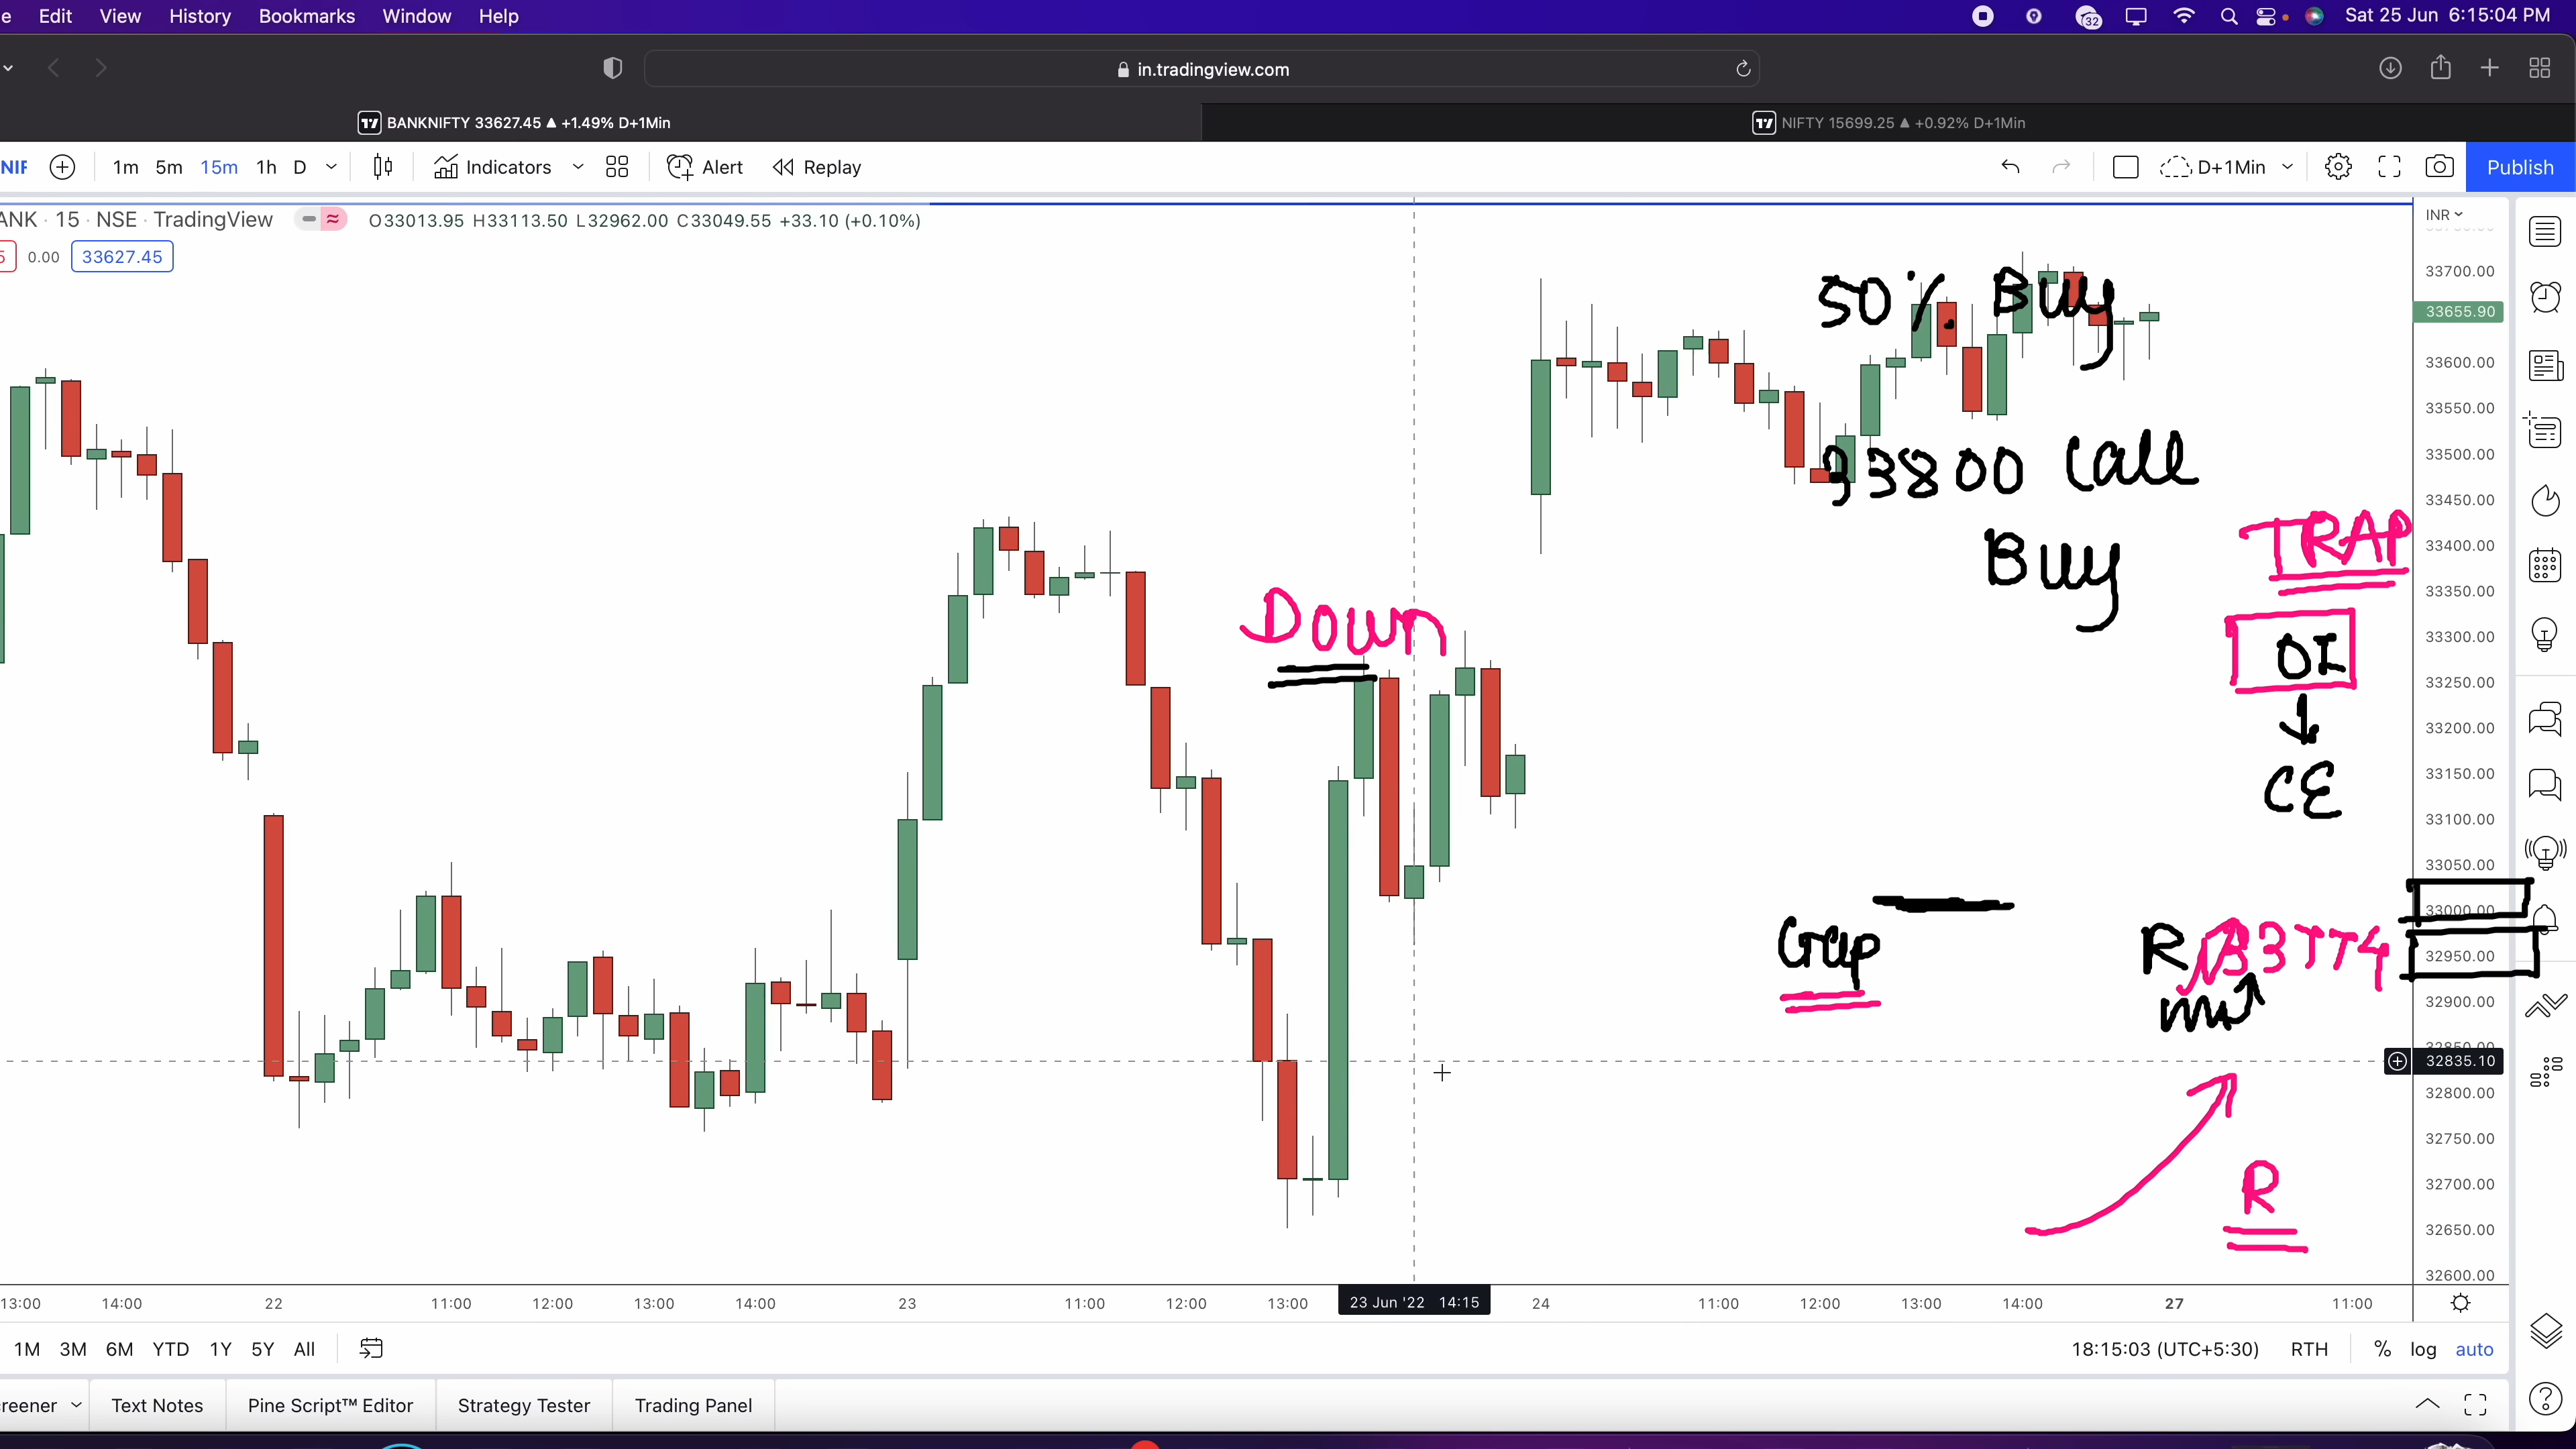 e Edit View History Bookmarks Window Help 32 Sat 25 Jun 6:15:04 PM
in.tradingview.com
BANKNIFTY 33627.45 ▲ +1.49% D+1Min
NIFTY 15699.25 ▲ +0.92% D+1Min
NIF 1m 5m 15m 1h D Indicators Alert Replay D+1Min Publish
ANK · 15 · NSE · TradingView O33013.95 H33113.50 L32962.00 C33049.55 +33.10 (+0.10%)
INR
5 0.00 33627.45
33700.00
33655.90
33600.00
33550.00
33500.00
33450.00
33400.00
33350.00
33300.00
33250.00
33200.00
33150.00
33100.00
33050.00
33000.00
32950.00
32900.00
32850.00
32835.10
32800.00
32750.00
32700.00
32650.00
32600.00
50% Buy
33800 Call
Buy
TRAP
OI
CE
Down
Gap
R
R
13:00 14:00 22 11:00 12:00 13:00 14:00 23 11:00 12:00 13:00 23 Jun '22 14:15 24 11:00 12:00 13:00 14:00 27 11:00
1M 3M 6M YTD 1Y 5Y All 18:15:03 (UTC+5:30) RTH % log auto
reener Text Notes Pine Script™ Editor Strategy Tester Trading Panel